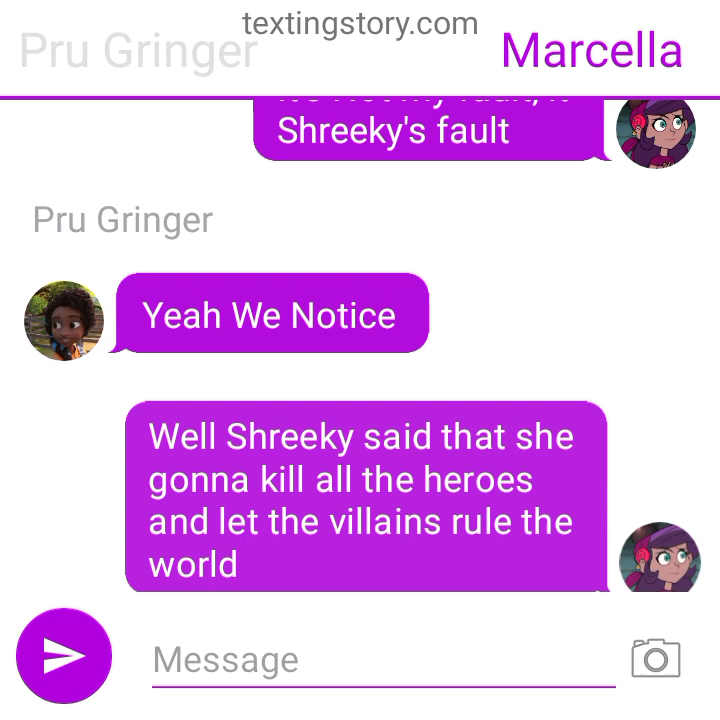 textingstory.com
Pru Gringer
Marcella
Shreeky's fault
Pru Gringer
Yeah We Notice
Well Shreeky said that she
gonna kill all the heroes
and let the villains rule the
world
Message